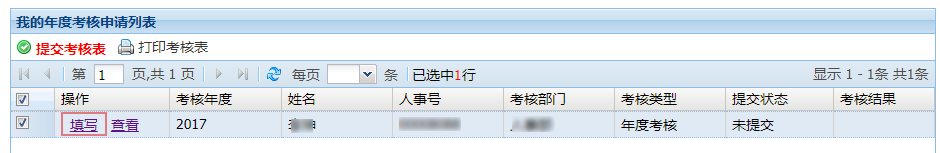 我的年度考核申请列表
提交考核表 打印考核表
第 1 页,共 1 页 每页 条 已选中1行 显示 1 - 1条 共1条
操作 考核年度 姓名 人事号 考核部门 考核类型 提交状态 考核结果
填写 查看 2017 年度考核 未提交